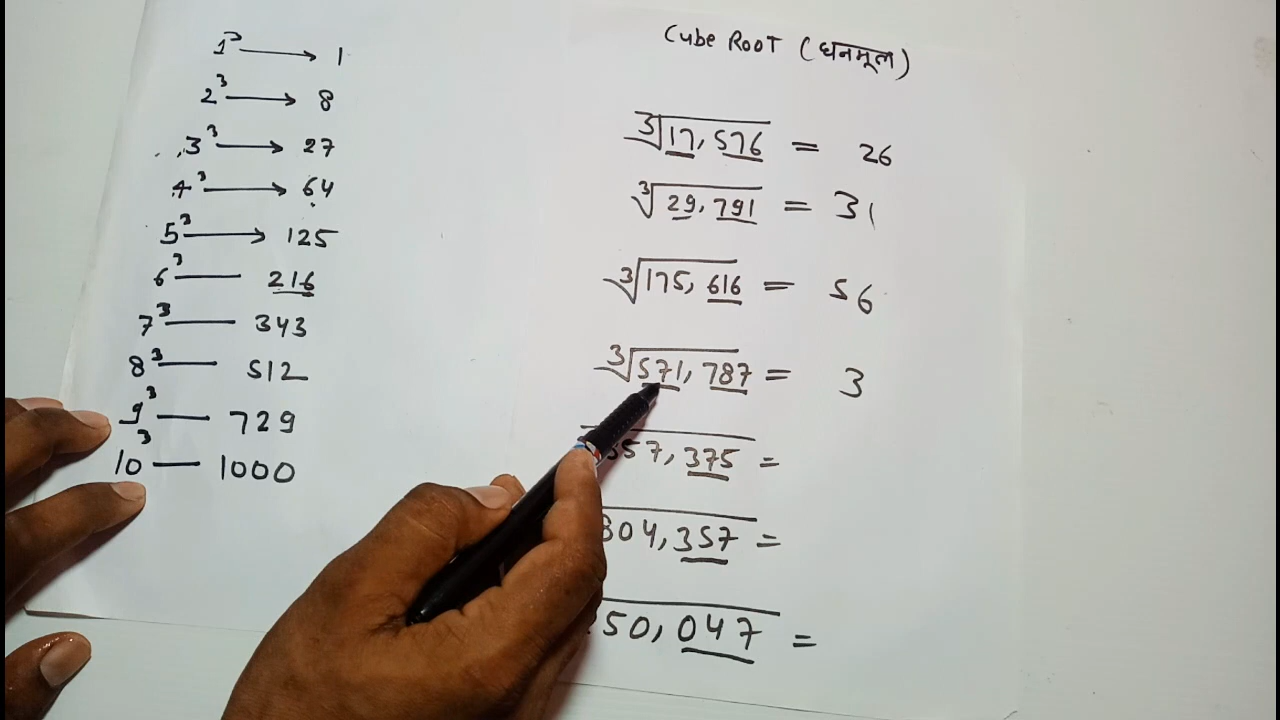 1³ → 1
2³ → 8
3³ → 27
4³ → 64
5³ → 125
6³ — 216
7³ — 343
8³ — 512
9³ — 729
10³ — 1000
Cube Root (घनमूल)
∛17,576 = 26
∛29,791 = 31
∛175,616 = 56
∛571,787 = 3
57,375 =
04,357 =
50,047 =